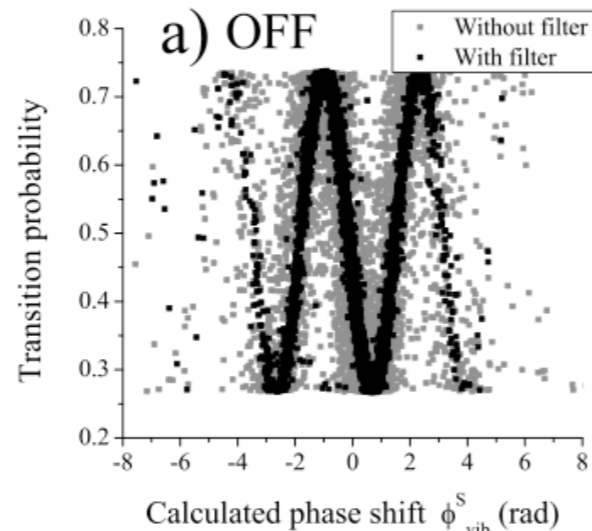 a) OFF
Without filter
With filter
0.8
0.7
0.6
0.5
0.4
0.3
0.2
Transition probability
-8 -6 -4 -2 0 2 4 6 8
Calculated phase shift ϕ^S_vib (rad)